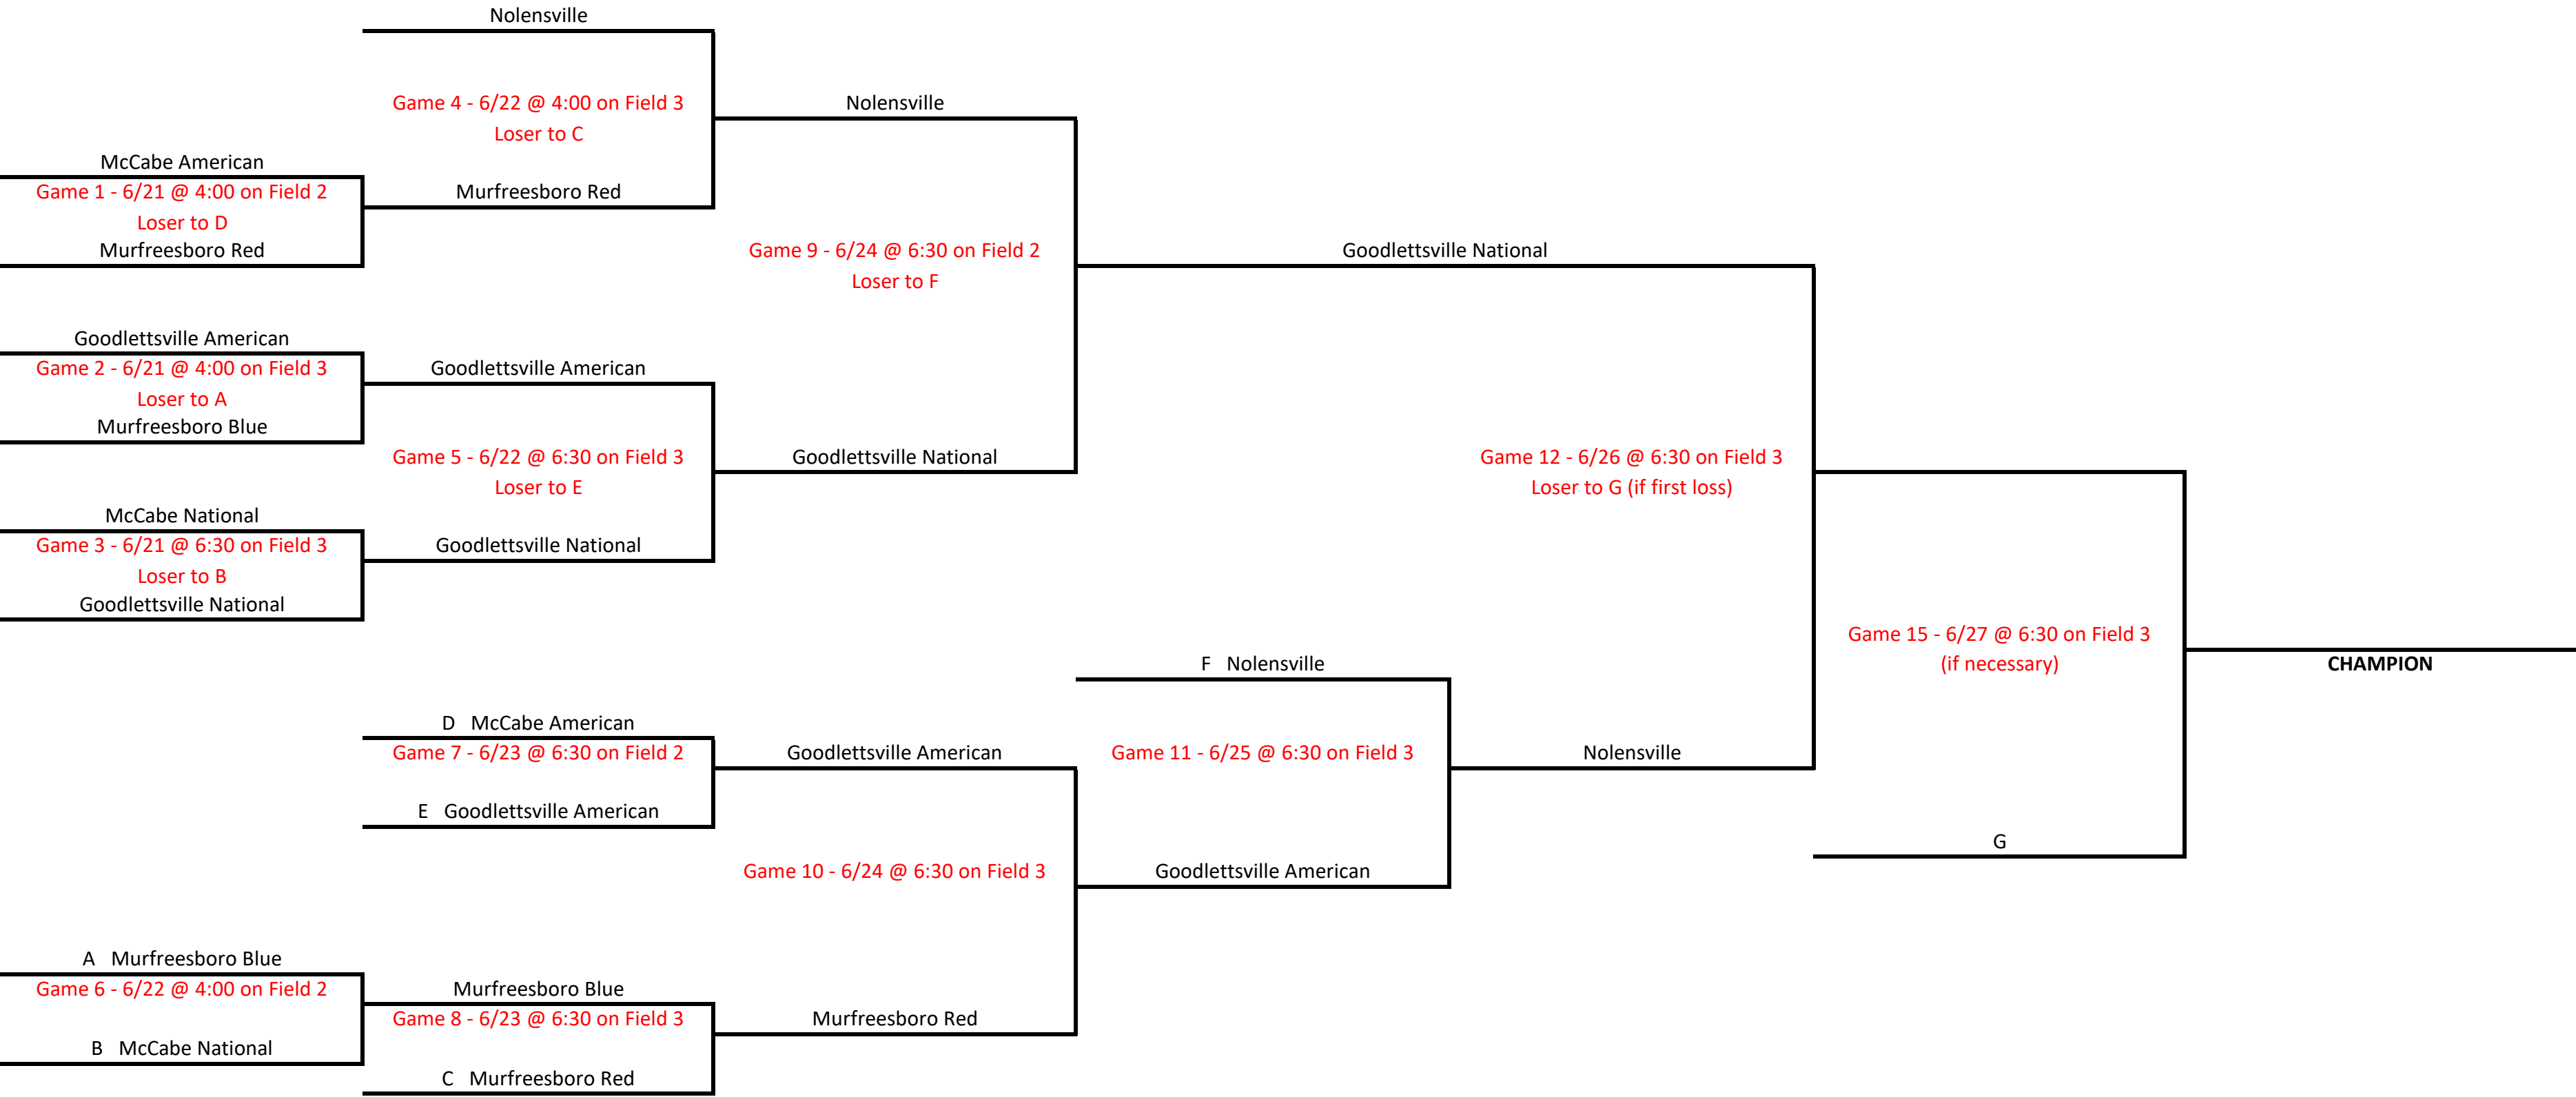 Nolensville
Game 4 - 6/22 @ 4:00 on Field 3
Loser to C
Nolensville
McCabe American
Game 1 - 6/21 @ 4:00 on Field 2
Loser to D
Murfreesboro Red
Murfreesboro Red
Game 9 - 6/24 @ 6:30 on Field 2
Loser to F
Goodlettsville National
Goodlettsville American
Game 2 - 6/21 @ 4:00 on Field 3
Loser to A
Murfreesboro Blue
Goodlettsville American
Game 5 - 6/22 @ 6:30 on Field 3
Loser to E
Goodlettsville National
Game 12 - 6/26 @ 6:30 on Field 3
Loser to G (if first loss)
McCabe National
Game 3 - 6/21 @ 6:30 on Field 3
Loser to B
Goodlettsville National
Goodlettsville National
Game 15 - 6/27 @ 6:30 on Field 3
(if necessary)
CHAMPION
F Nolensville
D McCabe American
Game 7 - 6/23 @ 6:30 on Field 2
E Goodlettsville American
Goodlettsville American
Game 11 - 6/25 @ 6:30 on Field 3
Nolensville
G
Game 10 - 6/24 @ 6:30 on Field 3
Goodlettsville American
A Murfreesboro Blue
Game 6 - 6/22 @ 4:00 on Field 2
B McCabe National
Murfreesboro Blue
Game 8 - 6/23 @ 6:30 on Field 3
C Murfreesboro Red
Murfreesboro Red